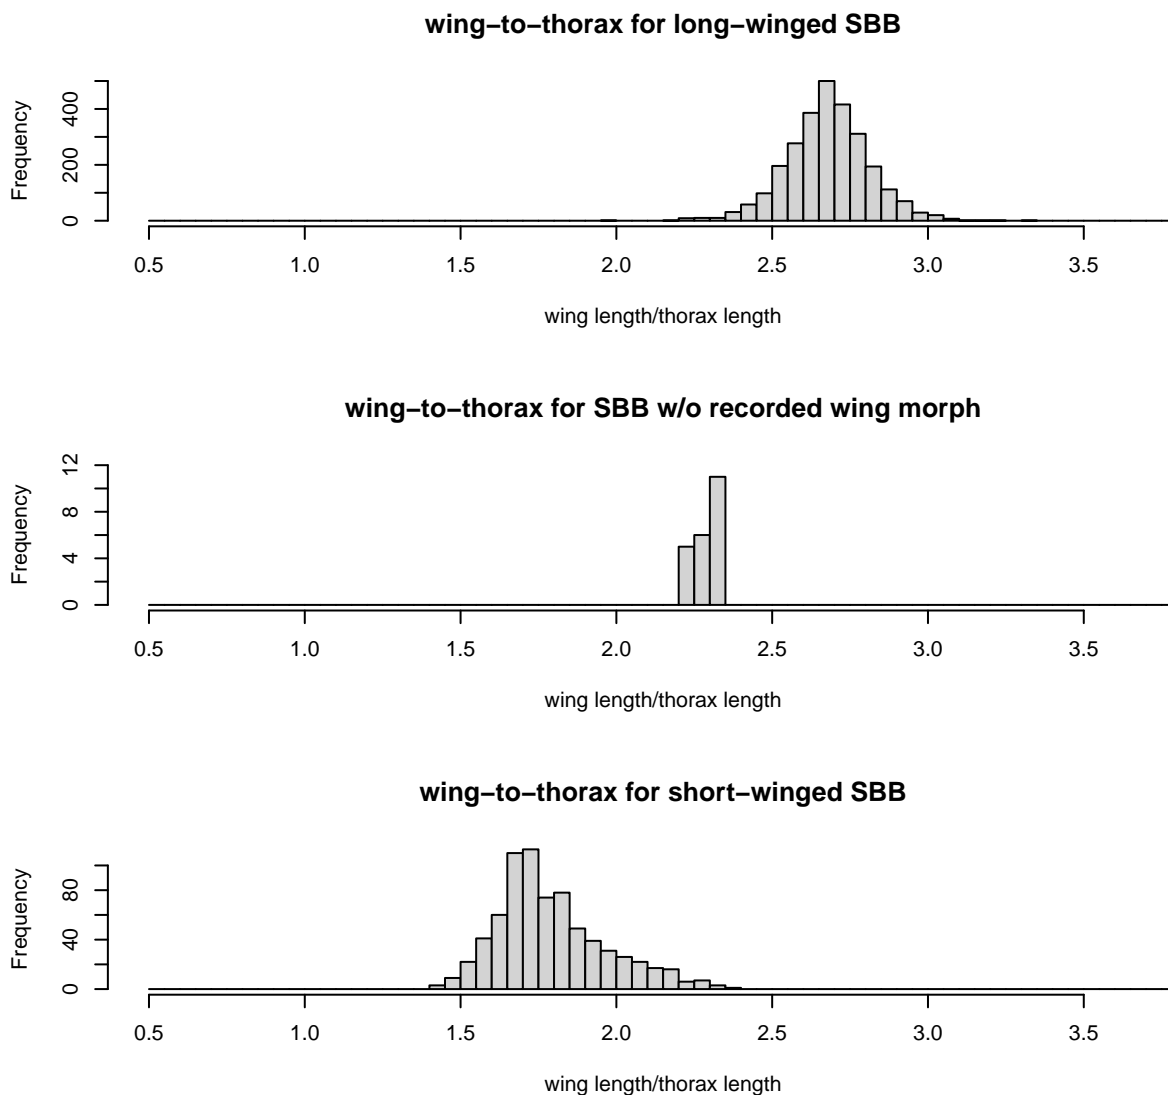 wing−to−thorax for long−winged SBB
Frequency
0 200 400
0.5 1.0 1.5 2.0 2.5 3.0 3.5
wing length/thorax length
wing−to−thorax for SBB w/o recorded wing morph
Frequency
0 4 8 12
0.5 1.0 1.5 2.0 2.5 3.0 3.5
wing length/thorax length
wing−to−thorax for short−winged SBB
Frequency
0 40 80
0.5 1.0 1.5 2.0 2.5 3.0 3.5
wing length/thorax length